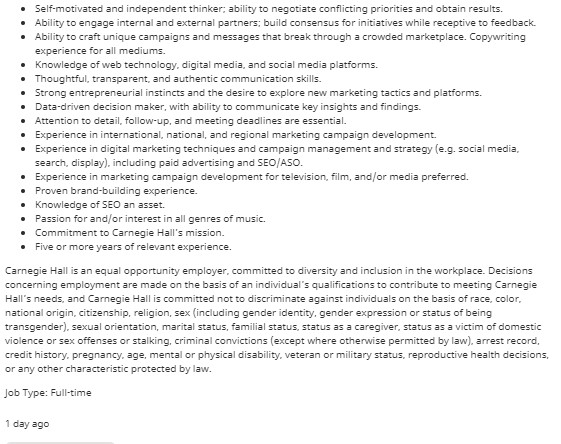 • Self-motivated and independent thinker; ability to negotiate conflicting priorities and obtain results.
• Ability to engage internal and external partners; build consensus for initiatives while receptive to feedback.
• Ability to craft unique campaigns and messages that break through a crowded marketplace. Copywriting
experience for all mediums.
• Knowledge of web technology, digital media, and social media platforms.
• Thoughtful, transparent, and authentic communication skills.
• Strong entrepreneurial instincts and the desire to explore new marketing tactics and platforms.
• Data-driven decision maker, with ability to communicate key insights and findings.
• Attention to detail, follow-up, and meeting deadlines are essential.
• Experience in international, national, and regional marketing campaign development.
• Experience in digital marketing techniques and campaign management and strategy (e.g. social media,
search, display), including paid advertising and SEO/ASO.
• Experience in marketing campaign development for television, film, and/or media preferred.
• Proven brand-building experience.
• Knowledge of SEO an asset.
• Passion for and/or interest in all genres of music.
• Commitment to Carnegie Hall's mission.
• Five or more years of relevant experience.
Carnegie Hall is an equal opportunity employer, committed to diversity and inclusion in the workplace. Decisions
concerning employment are made on the basis of an individual's qualifications to contribute to meeting Carnegie
Hall's needs, and Carnegie Hall is committed not to discriminate against individuals on the basis of race, color,
national origin, citizenship, religion, sex (including gender identity, gender expression or status of being
transgender), sexual orientation, marital status, familial status, status as a caregiver, status as a victim of domestic
violence or sex offenses or stalking, criminal convictions (except where otherwise permitted by law), arrest record,
credit history, pregnancy, age, mental or physical disability, veteran or military status, reproductive health decisions,
or any other characteristic protected by law.
Job Type: Full-time
1 day ago